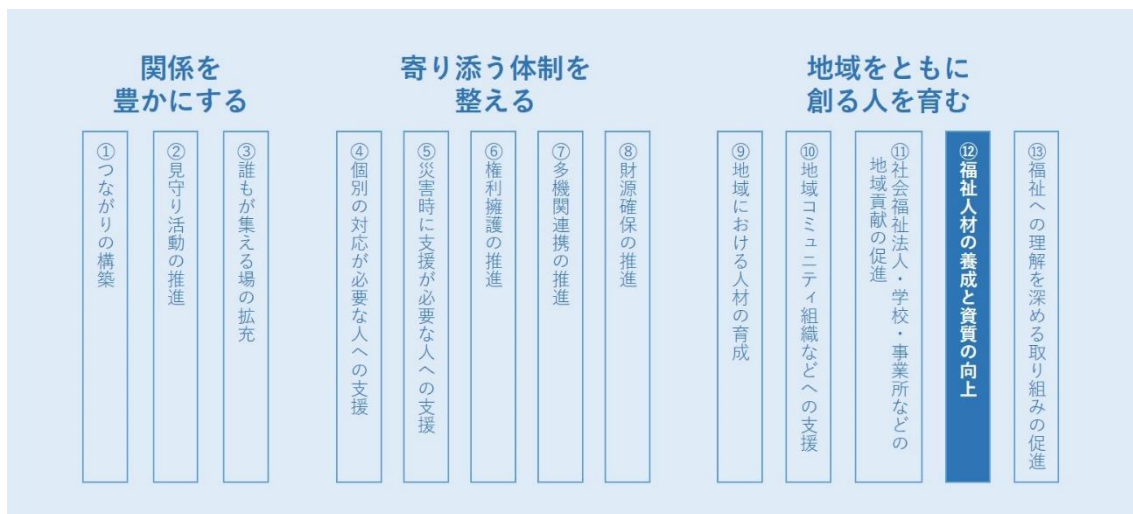 関係を
豊かにする
①つながりの構築
②見守り活動の推進
③誰もが集える場の拡充
寄り添う体制を
整える
④個別の対応が必要な人への支援
⑤災害時に支援が必要な人への支援
⑥権利擁護の推進
⑦多機関連携の推進
⑧財源確保の推進
地域をともに
創る人を育む
⑨地域における人材の育成
⑩地域コミュニティ組織などへの支援
⑪社会福祉法人・学校・事業所などの
地域貢献の促進
⑫福祉人材の養成と資質の向上
⑬福祉への理解を深める取り組みの促進